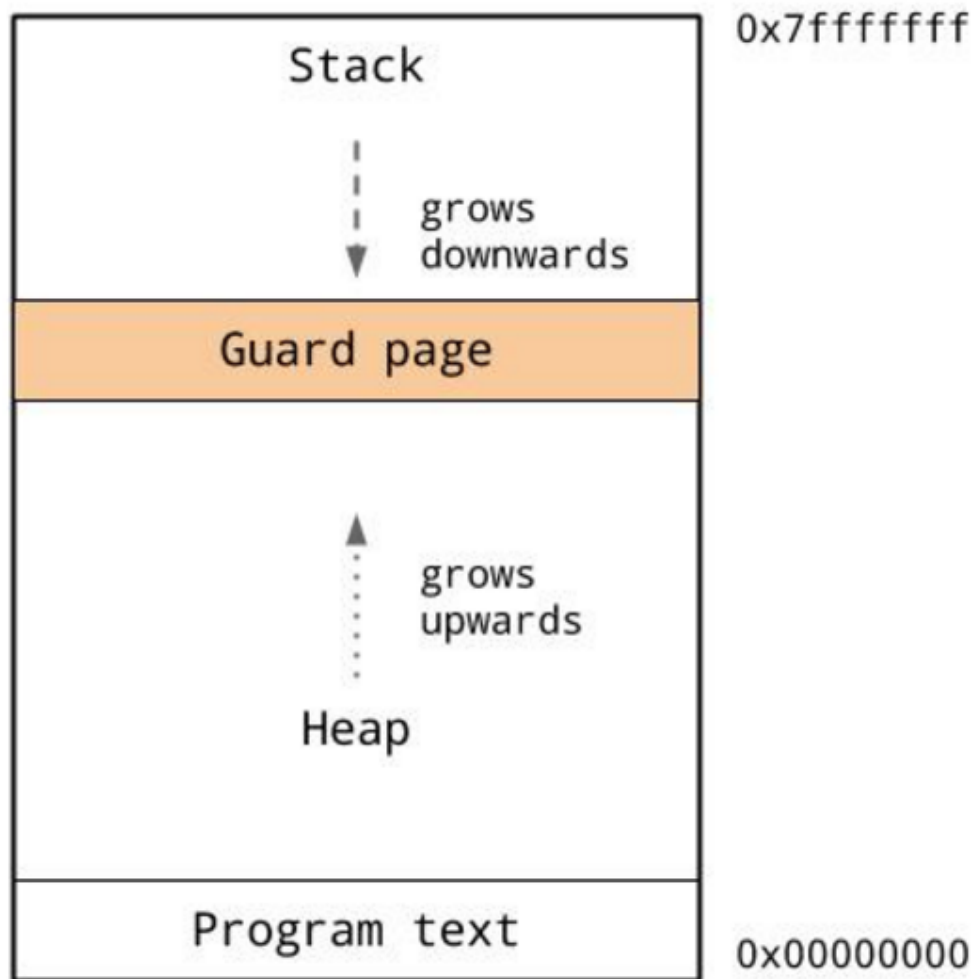 0x7fffffff
Stack
grows
downwards
Guard page
grows
upwards
Heap
Program text
0x00000000